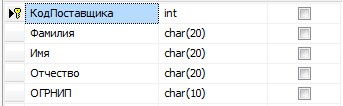 КодПоставщика int
Фамилия char(20)
Имя char(20)
Отчество char(20)
ОГРНИП char(10)